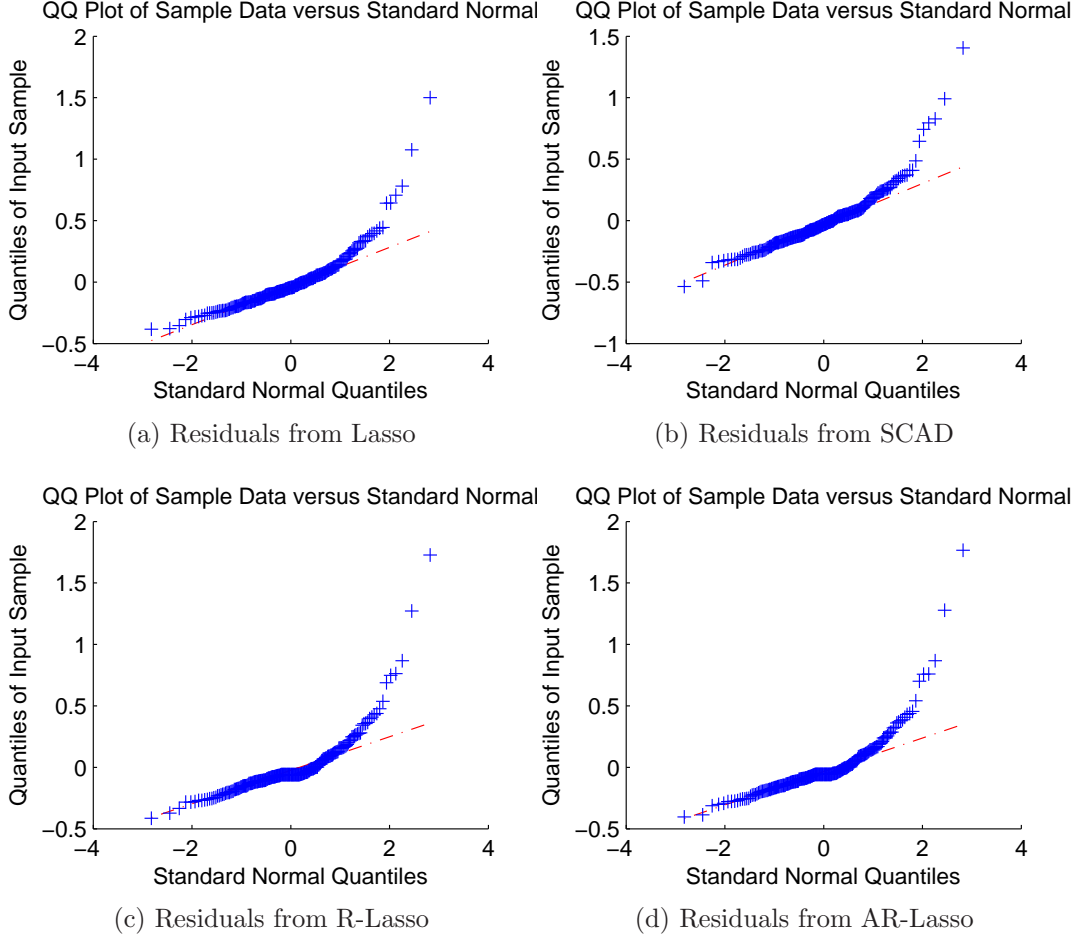 QQ Plot of Sample Data versus Standard Normal
2
1.5
1
0.5
0
−0.5
−4
−2
0
2
4
Quantiles of Input Sample
Standard Normal Quantiles
(a) Residuals from Lasso
QQ Plot of Sample Data versus Standard Normal
1.5
1
0.5
0
−0.5
−1
−4
−2
0
2
4
Quantiles of Input Sample
Standard Normal Quantiles
(b) Residuals from SCAD
QQ Plot of Sample Data versus Standard Normal
2
1.5
1
0.5
0
−0.5
−4
−2
0
2
4
Quantiles of Input Sample
Standard Normal Quantiles
(c) Residuals from R-Lasso
QQ Plot of Sample Data versus Standard Normal
2
1.5
1
0.5
0
−0.5
−4
−2
0
2
4
Quantiles of Input Sample
Standard Normal Quantiles
(d) Residuals from AR-Lasso